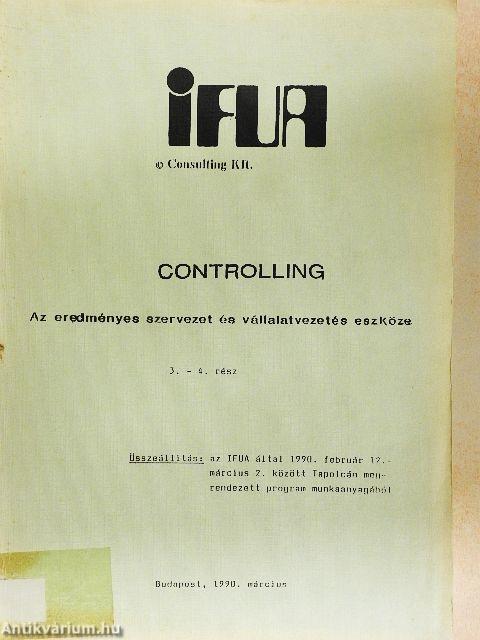 iFUA
© Consulting Kft.
CONTROLLING
Az eredményes szervezet és vállalatvezetés eszköze
3. - 4. rész
Összeállítás: az IFUA által 1990. február 12.-
március 2. között Tapolcán meg-
rendezett program munkaanyagából
Budapest, 1990. március
Antikvárium.hu